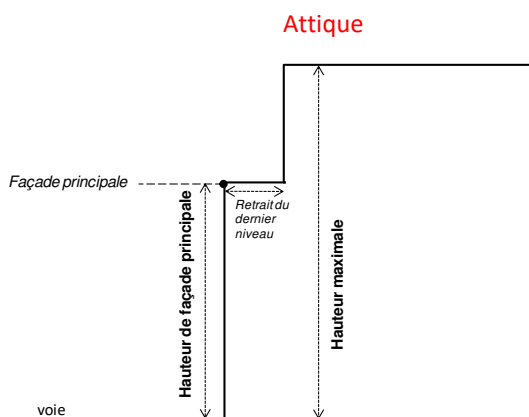 Attique
Façade principale
Retrait du
dernier
niveau
Hauteur de façade principale
Hauteur maximale
voie